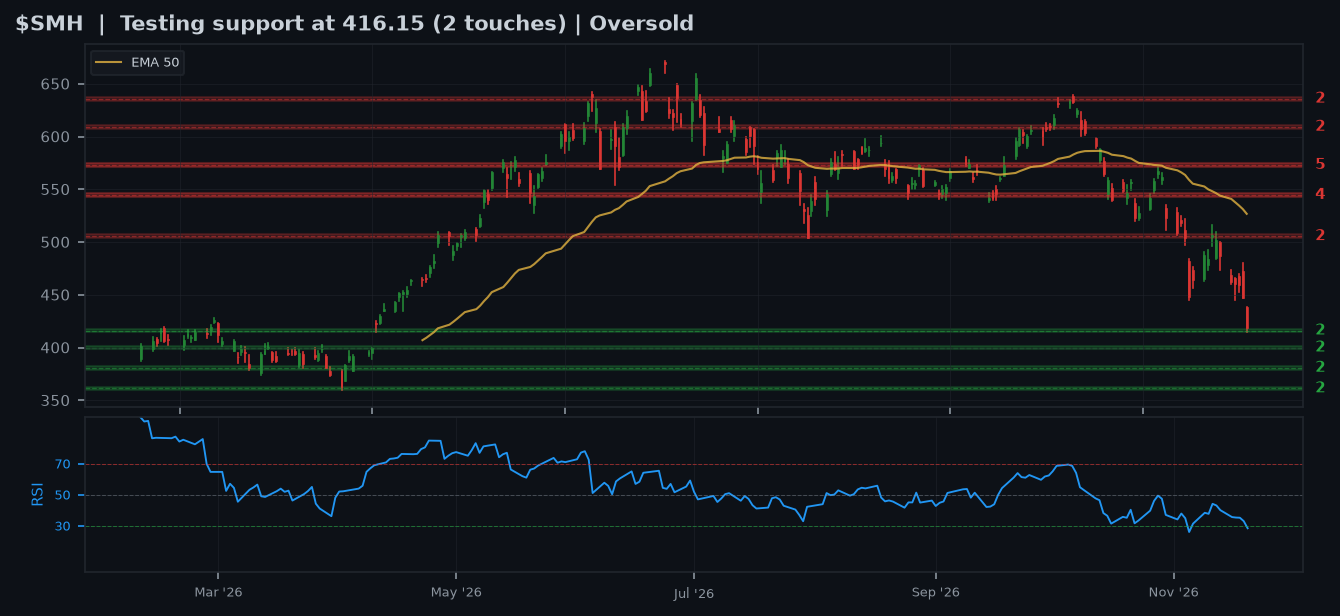 $SMH | Testing support at 416.15 (2 touches) | Oversold
EMA 50
650
600
550
500
450
400
350
2
2
5
4
2
2
2
2
2
RSI
70
50
30
Mar '26
May '26
Jul '26
Sep '26
Nov '26